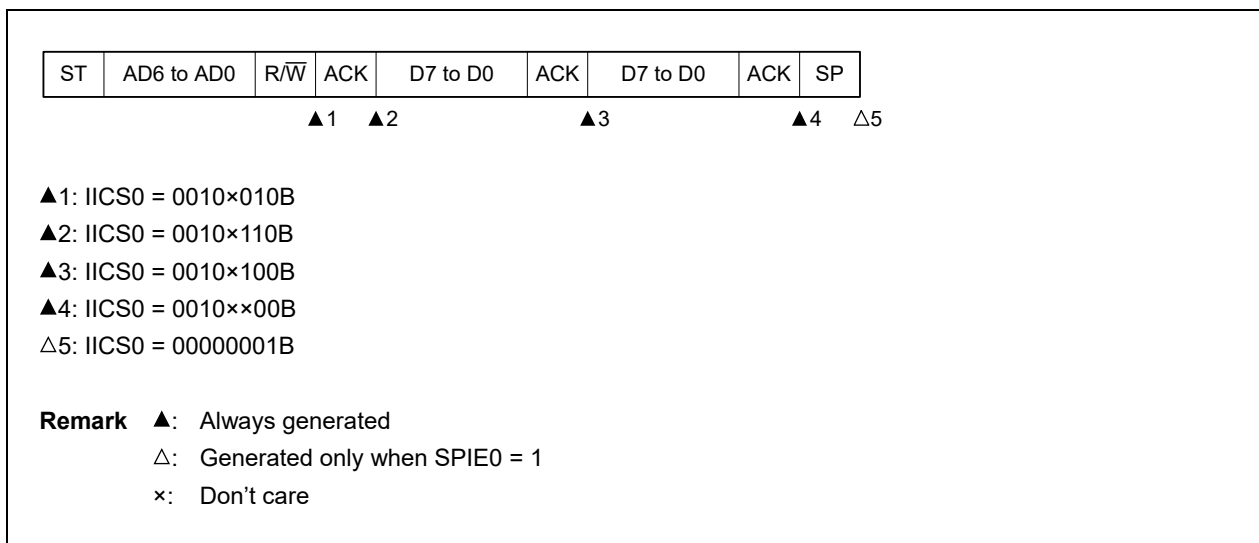 ST AD6 to AD0 R/W̅ ACK D7 to D0 ACK D7 to D0 ACK SP
▲1 ▲2 ▲3 ▲4 △5
▲1: IICS0 = 0010×010B
▲2: IICS0 = 0010×110B
▲3: IICS0 = 0010×100B
▲4: IICS0 = 0010××00B
△5: IICS0 = 00000001B
Remark ▲: Always generated
△: Generated only when SPIE0 = 1
×: Don’t care